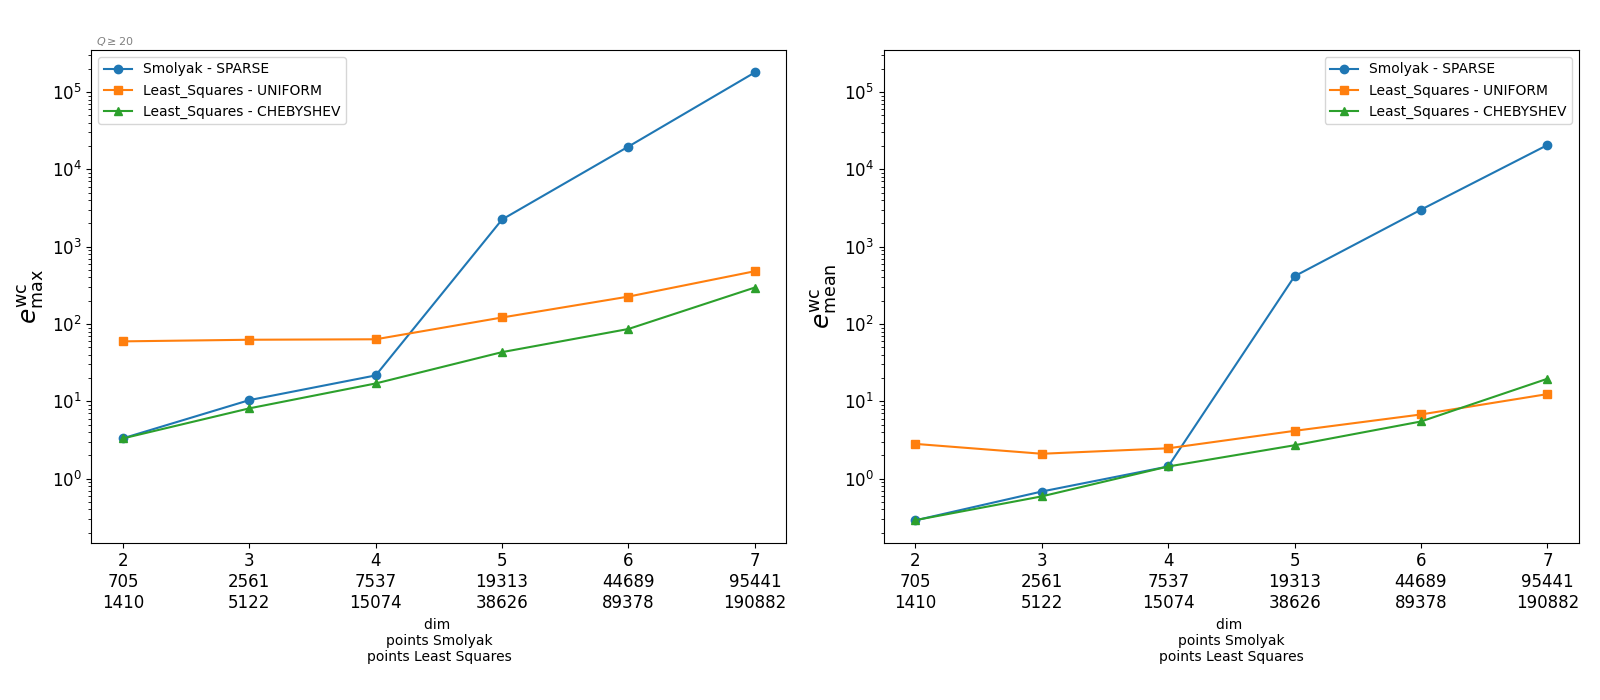 Q ≥ 20
Smolyak - SPARSE
Least_Squares - UNIFORM
Least_Squares - CHEBYSHEV
10^5
10^4
10^3
10^2
10^1
10^0
e^wc_max
2 3 4 5 6 7
705 2561 7537 19313 44689 95441
1410 5122 15074 38626 89378 190882
dim
points Smolyak
points Least Squares
Smolyak - SPARSE
Least_Squares - UNIFORM
Least_Squares - CHEBYSHEV
10^5
10^4
10^3
10^2
10^1
10^0
e^wc_mean
2 3 4 5 6 7
705 2561 7537 19313 44689 95441
1410 5122 15074 38626 89378 190882
dim
points Smolyak
points Least Squares